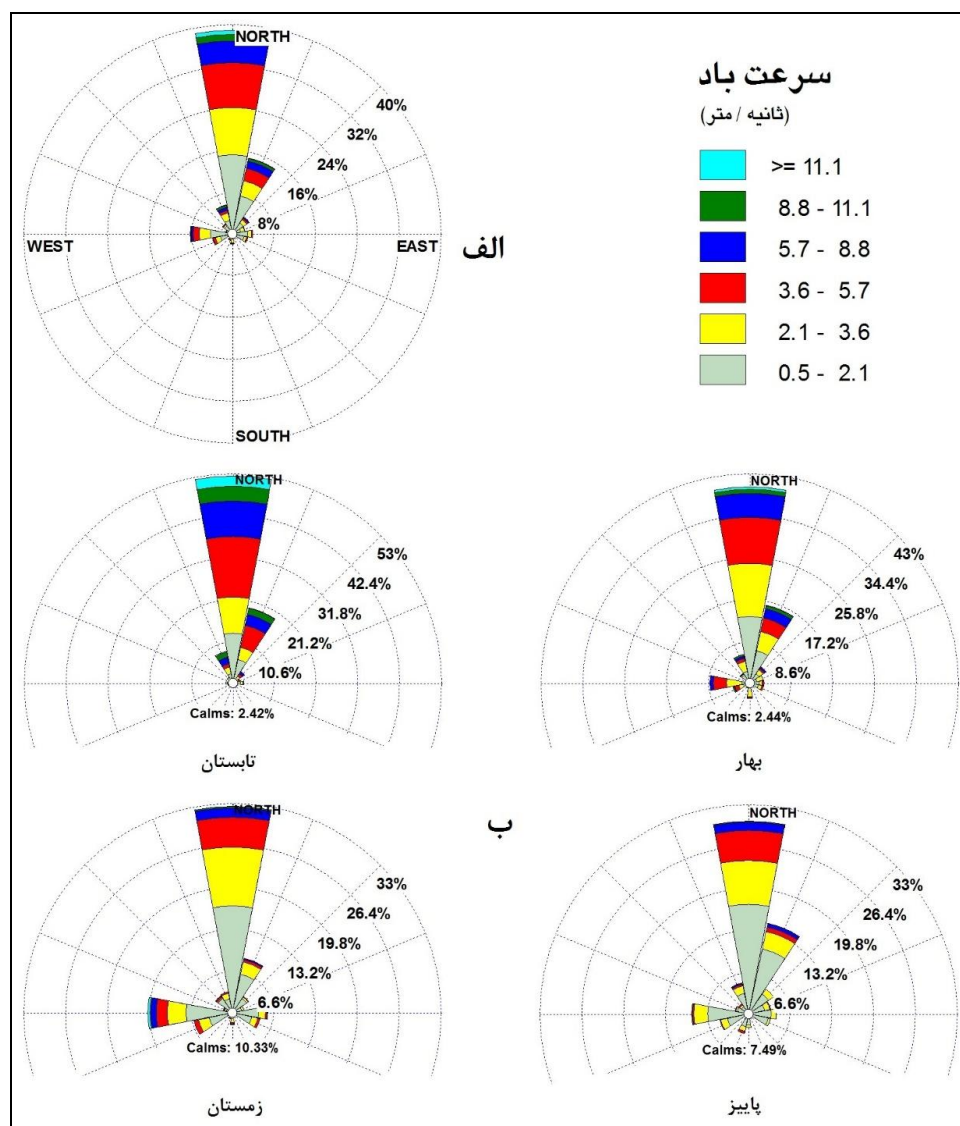 NORTH
40%
32%
24%
16%
8%
WEST
EAST
SOUTH
الف
سرعت باد
(ثانیه / متر)
>= 11.1
8.8 - 11.1
5.7 - 8.8
3.6 - 5.7
2.1 - 3.6
0.5 - 2.1
NORTH
53%
42.4%
31.8%
21.2%
10.6%
Calms: 2.42%
تابستان
NORTH
43%
34.4%
25.8%
17.2%
8.6%
Calms: 2.44%
بهار
ب
NORTH
33%
26.4%
19.8%
13.2%
6.6%
Calms: 10.33%
زمستان
NORTH
33%
26.4%
19.8%
13.2%
6.6%
Calms: 7.49%
پاییز